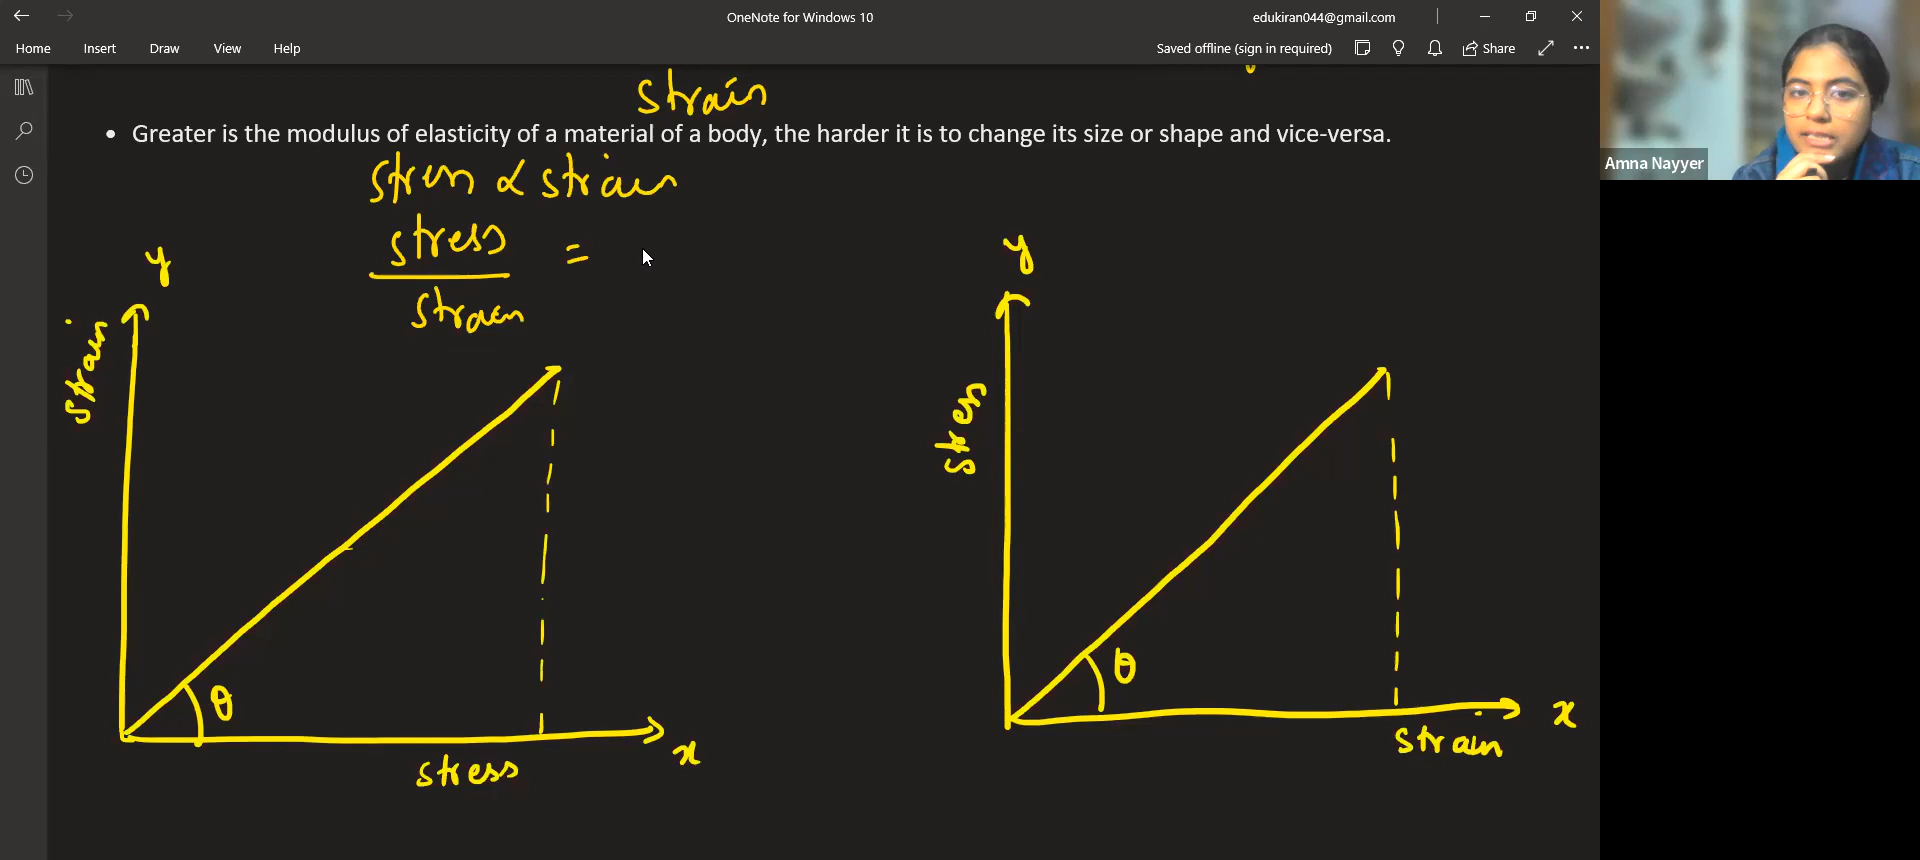 OneNote for Windows 10
edukiran044@gmail.com
Home Insert Draw View Help
Saved offline (sign in required)
Share
strain
• Greater is the modulus of elasticity of a material of a body, the harder it is to change its size or shape and vice-versa.
Amna Nayyer
stress ∝ strain
stress =
strain
y
strain
θ
stress
x
y
stress
θ
strain
x